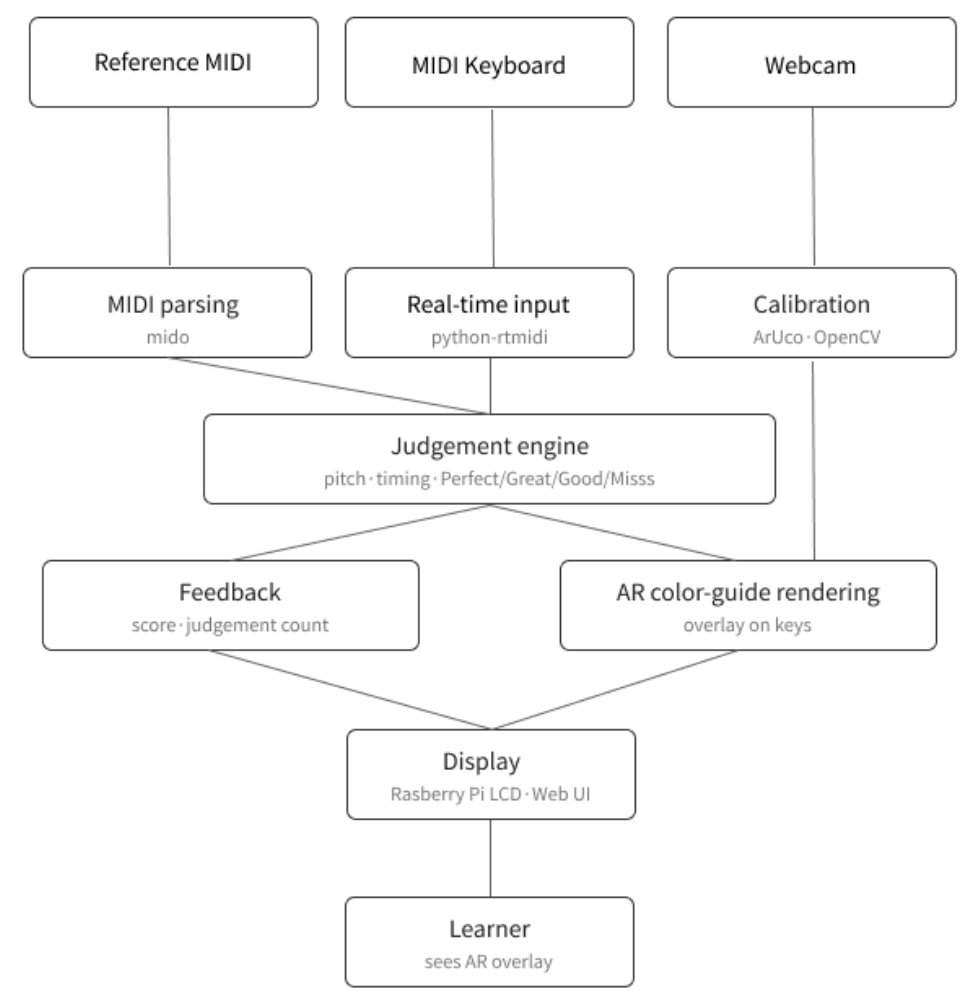 Reference MIDI
MIDI Keyboard
Webcam
MIDI parsing
mido
Real-time input
python-rtmidi
Calibration
ArUco·OpenCV
Judgement engine
pitch·timing·Perfect/Great/Good/Misss
Feedback
score·judgement count
AR color-guide rendering
overlay on keys
Display
Rasberry Pi LCD·Web UI
Learner
sees AR overlay